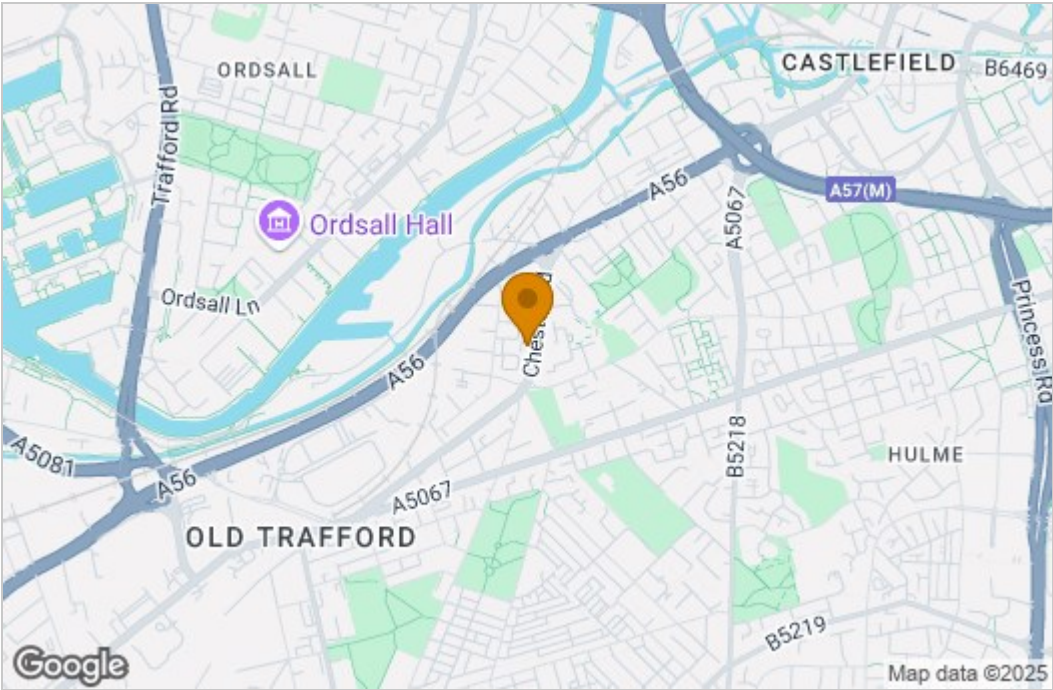 CASTLEFIELD
B6469
ORDSALL
Trafford Rd
A56
A57(M)
A5067
Ordsall Hall
Ordsall Ln
Princess Rd
A56
A5081
A56
A5067
B5218
HULME
OLD TRAFFORD
B5219
Google
Map data ©2025